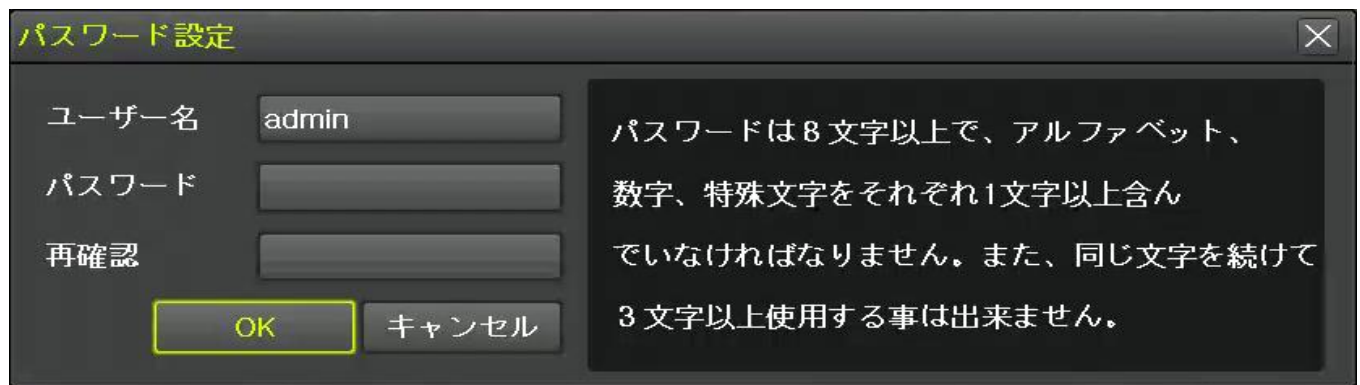 パスワード設定
ユーザー名 admin
パスワード
再確認
OK キャンセル
パスワードは8文字以上で、アルファベット、
数字、特殊文字をそれぞれ1文字以上含ん
でいなければなりません。また、同じ文字を続けて
3文字以上使用する事は出来ません。